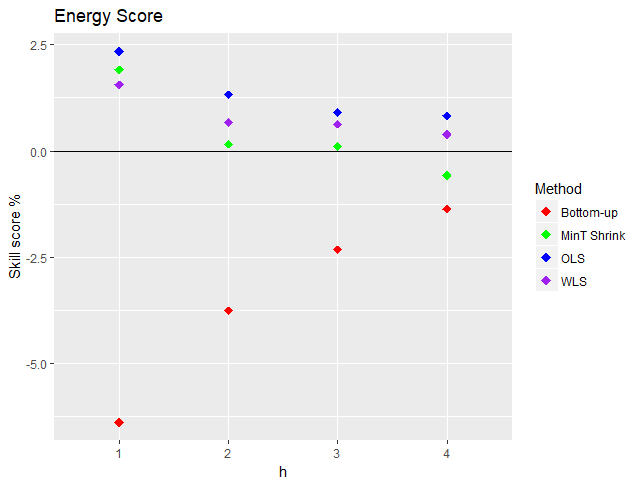 Energy Score
Skill score %
2.5
0.0
-2.5
-5.0
1 2 3 4
h
Method
Bottom-up
MinT Shrink
OLS
WLS